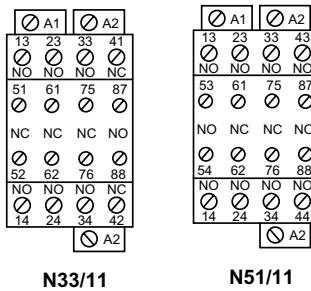 A1 A2
13 23 33 41
NO NO NO NC
51 61 75 87
NC NC NC NO
52 62 76 88
NO NO NO NC
14 24 34 42
A2
N33/11
A1 A2
13 23 33 43
NO NO NO NO
53 61 75 87
NO NC NC NO
54 62 76 88
NO NO NO NO
14 24 34 44
A2
N51/11